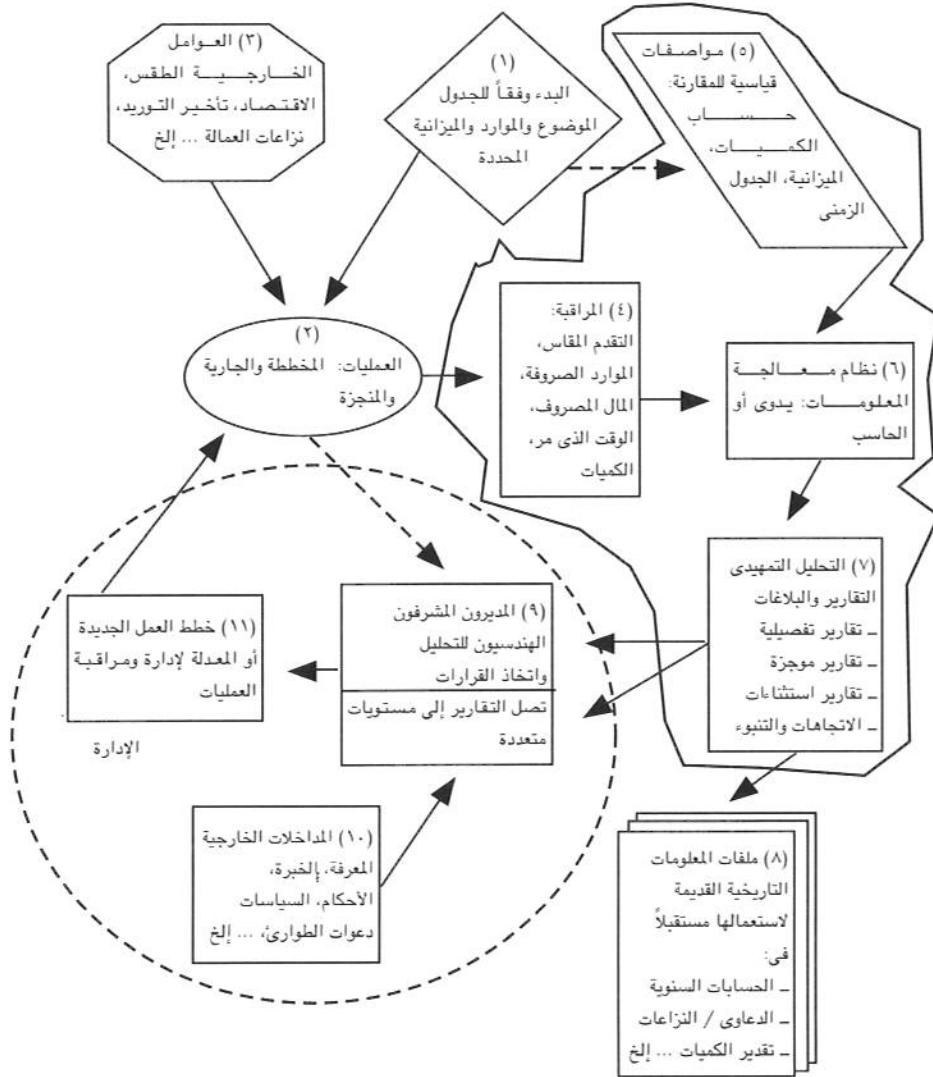 (٣) العوامل
الخارجية الطقس،
الاقتصاد، تأخير التوريد،
نزاعات العمالة ... إلخ
(١)
البدء وفقاً للجدول
الموضوع والموارد والميزانية
المحددة
(٥) مواصفات
قياسية للمقارنة:
حساب
الكميات،
الميزانية، الجدول
الزمنى
(٢)
العمليات: المخططة والجارية
والمنجزة
(٤) المراقبة:
التقدم المقاس،
الموارد الصروفة،
المال المصروف،
الوقت الذى مر،
الكميات
(٦) نظام معالجة
المعلومات: يدوى أو
الحاسب
(٧) التحليل التمهيدى
التقارير والبلاغات
ـ تقارير تفصيلية
ـ تقارير موجزة
ـ تقارير استثناءات
ـ الاتجاهات والتنبوء
(٩) المديرون المشرفون
الهندسيون للتحليل
واتخاذ القرارات
تصل التقارير إلى مستويات
متعددة
(١١) خطط العمل الجديدة
أو المعدلة لإدارة ومراقبة
العمليات
الإدارة
(١٠) المداخلات الخارجية
المعرفة، إلخبرة،
الأحكام، السياسات
دعوات الطوارئ، ... إلخ
(٨) ملفات المعلومات
التاريخية القديمة
لاستعمالها مستقبلاً
فى:
ـ الحسابات السنوية
ـ الدعاوى / النزاعات
ـ تقدير الكميات ... إلخ